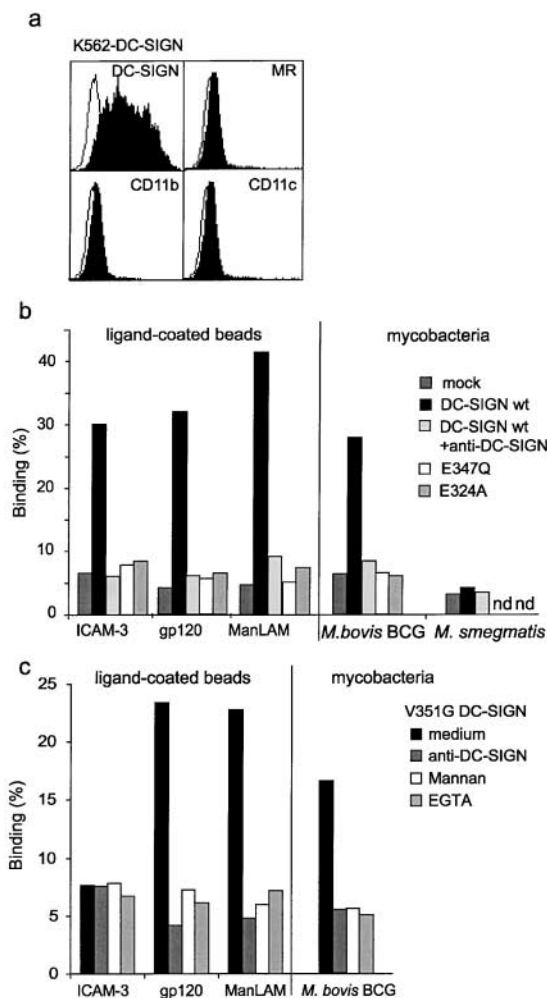 a
K562-DC-SIGN
DC-SIGN MR
CD11b CD11c
b
ligand-coated beads mycobacteria
mock
DC-SIGN wt
DC-SIGN wt
+anti-DC-SIGN
E347Q
E324A
Binding (%)
40
30
20
10
0
nd nd
ICAM-3 gp120 ManLAM M.bovis BCG M. smegmatis
c
ligand-coated beads mycobacteria
V351G DC-SIGN
medium
anti-DC-SIGN
Mannan
EGTA
Binding (%)
25
20
15
10
5
0
ICAM-3 gp120 ManLAM M. bovis BCG